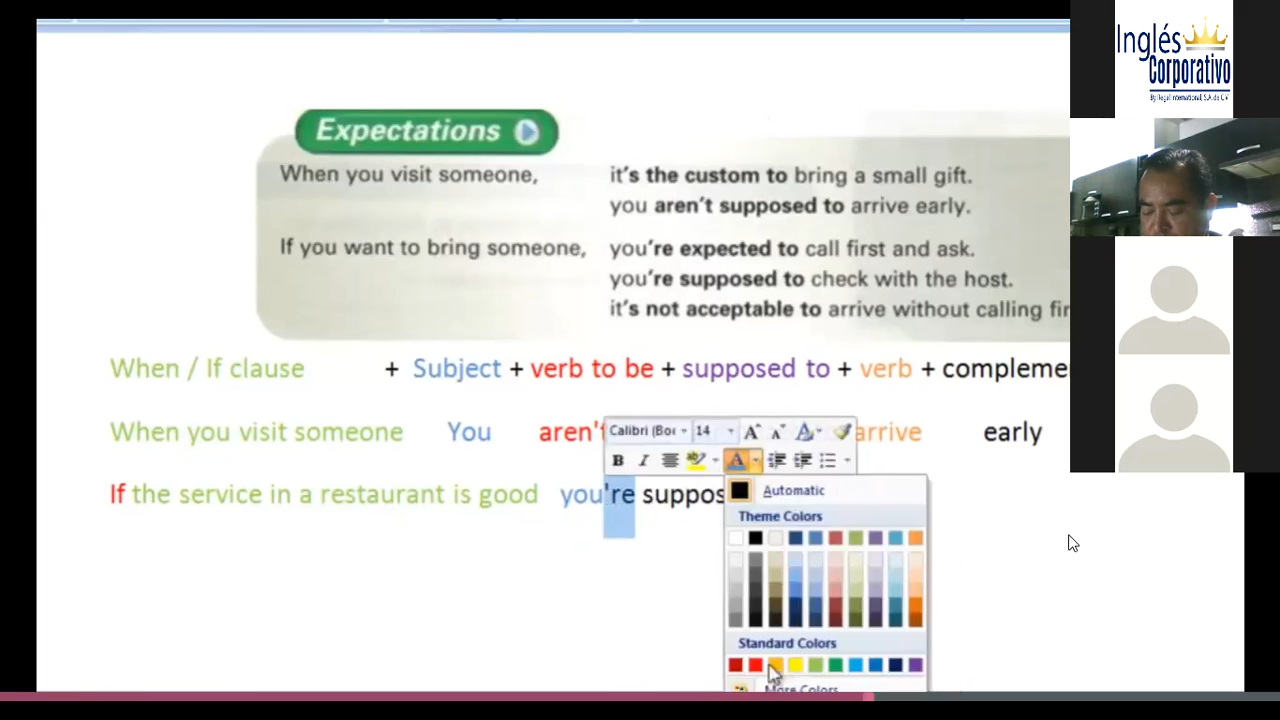 Expectations
When you visit someone, it's the custom to bring a small gift.
you aren't supposed to arrive early.
If you want to bring someone, you're expected to call first and ask.
you're supposed to check with the host.
it's not acceptable to arrive without calling
When / If clause + Subject + verb to be + supposed to + verb +
When you visit someone You aren't arrive early
If the service in a restaurant is good you're
Calibri 14
B I A
Automatic
Theme Colors
Standard Colors
More Colors
Inglés
Corporativo